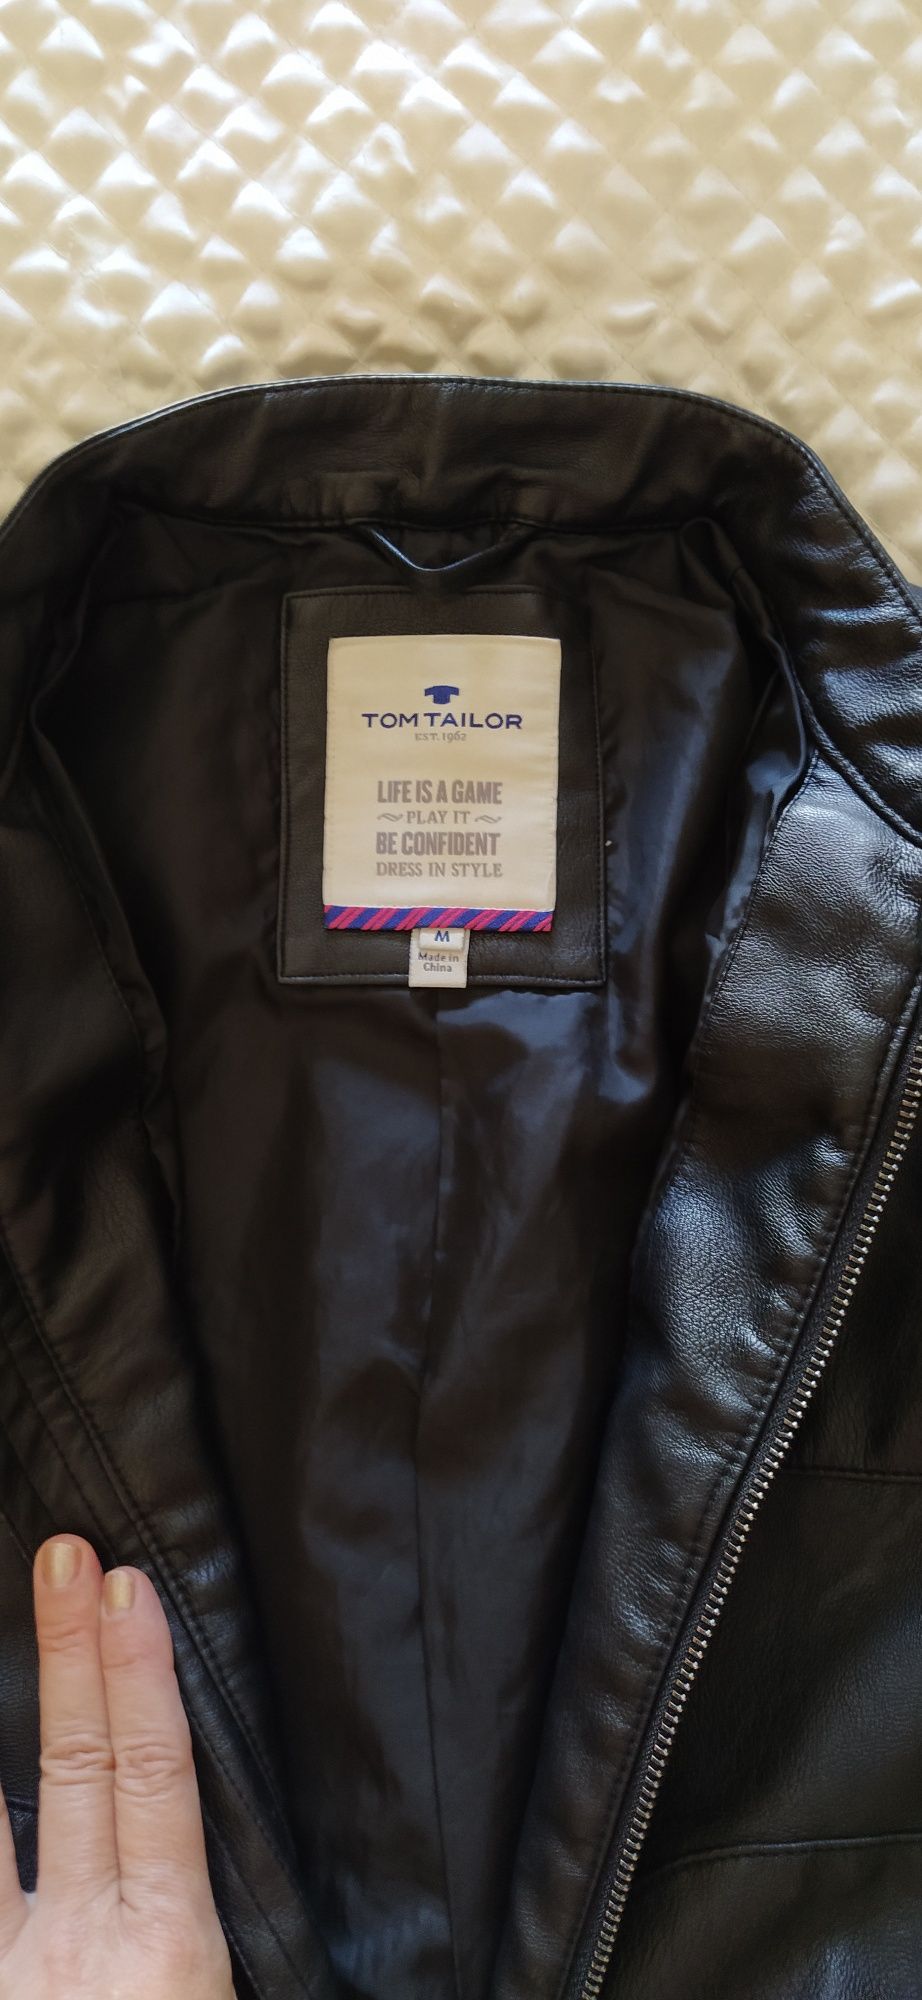 TOM TAILOR
EST. 1962
LIFE IS A GAME
PLAY IT
BE CONFIDENT
DRESS IN STYLE
M
Made in
China